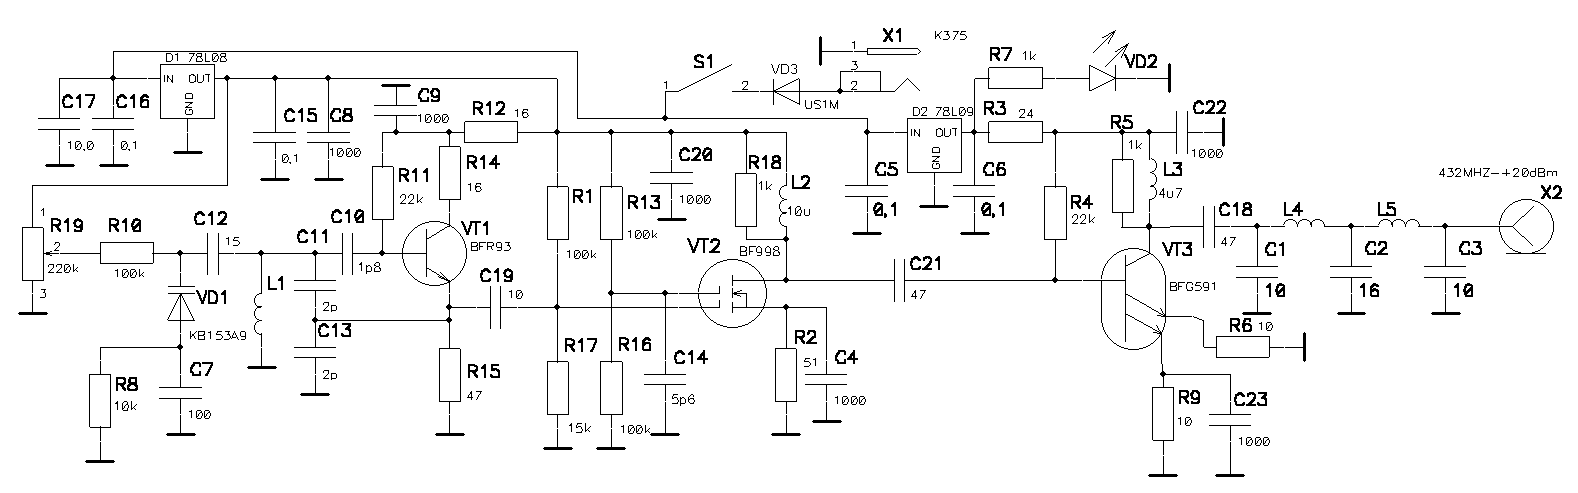 D1 78L08
IN OUT
GND
C17
10,0
C16
0,1
C15
0,1
C8
1000
C9
1000
R12
16
R14
16
R11
22k
S1
1
2
VD3
US1M
X1
K375
1
3
2
R7
1k
VD2
D2 78L09
IN OUT
GND
R3
24
C5
0,1
C6
0,1
C22
1000
R5
1k
L3
4u7
R4
22k
C20
1000
R18
1k
L2
10u
R1
100k
R13
100k
R19
1
2
3
220k
R10
100k
C12
15
C11
2p
C10
1p8
VT1
BFR93
L1
VD1
KB153A9
C13
2p
C19
10
VT2
BF998
C21
47
VT3
BFG591
C18
47
L4
L5
C1
10
C2
16
C3
10
432MHZ-+20dBm
X2
R8
10k
C7
100
R15
47
R17
15k
R16
100k
C14
5p6
R2
51
C4
1000
R6 10
R9
10
C23
1000